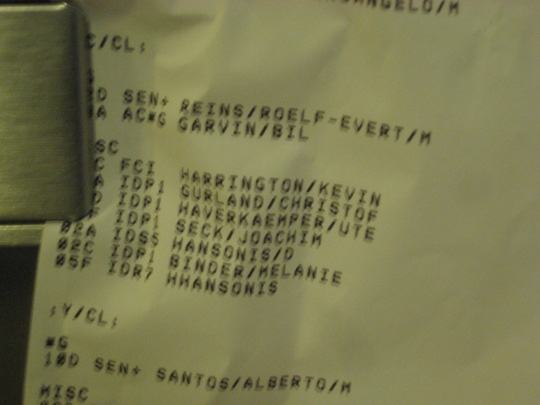 ANGELO/M
C/CL;
D SEN+ REINS/ROELF-EVERT/M
A AC#G GARVIN/BIL
SC
C FCI HARRINGTON/KEVIN
A IDP1 GURLAND/CHRISTOF
D IDP1 HAVERKAEMPER/UTE
F IDP1 SECK/JOACHIM
02A IDS5 HANSONIS/D
02C IDP1 BINDER/MELANIE
05F IDR7 HHANSONIS
;Y/CL;
#G
10D SEN+ SANTOS/ALBERTO/M
MISC